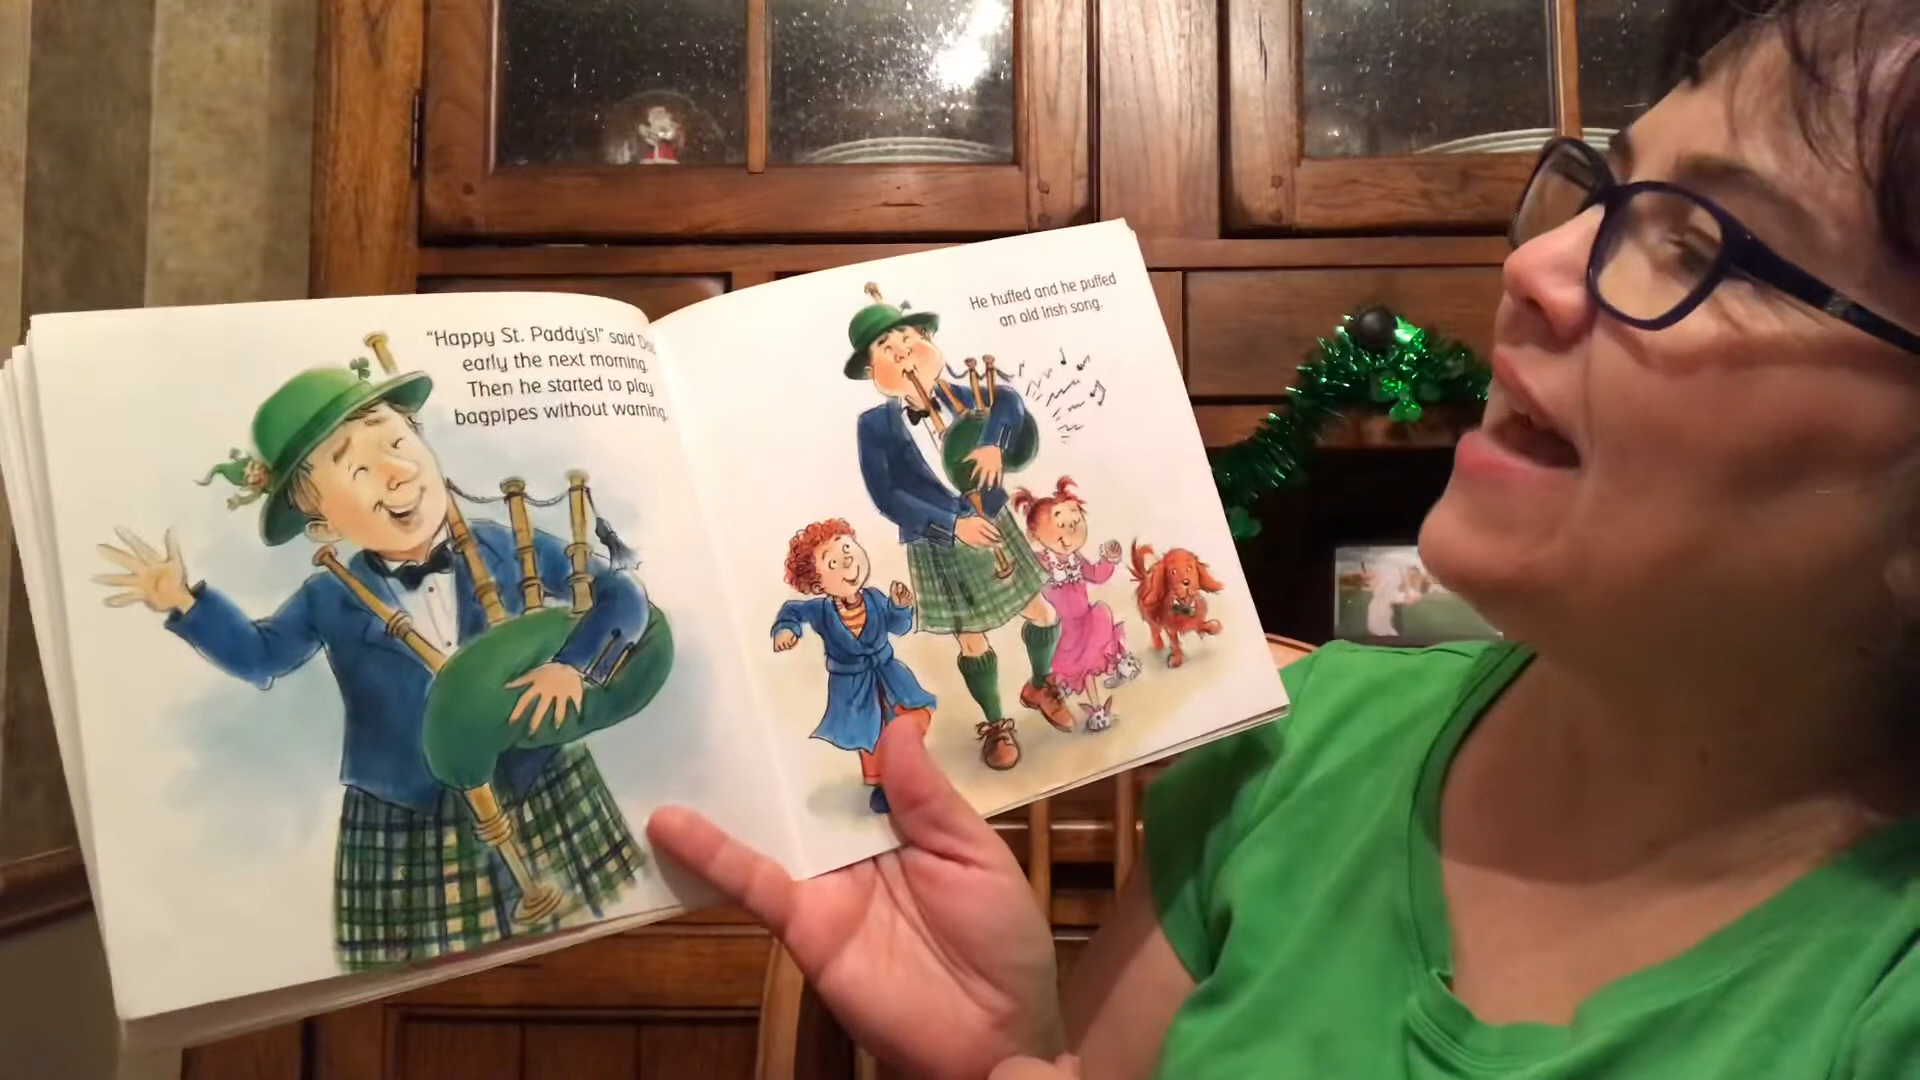 "Happy St. Paddy's!" said
early the next morning.
Then he started to play
bagpipes without warning.
He huffed and he puffed
an old Irish song.